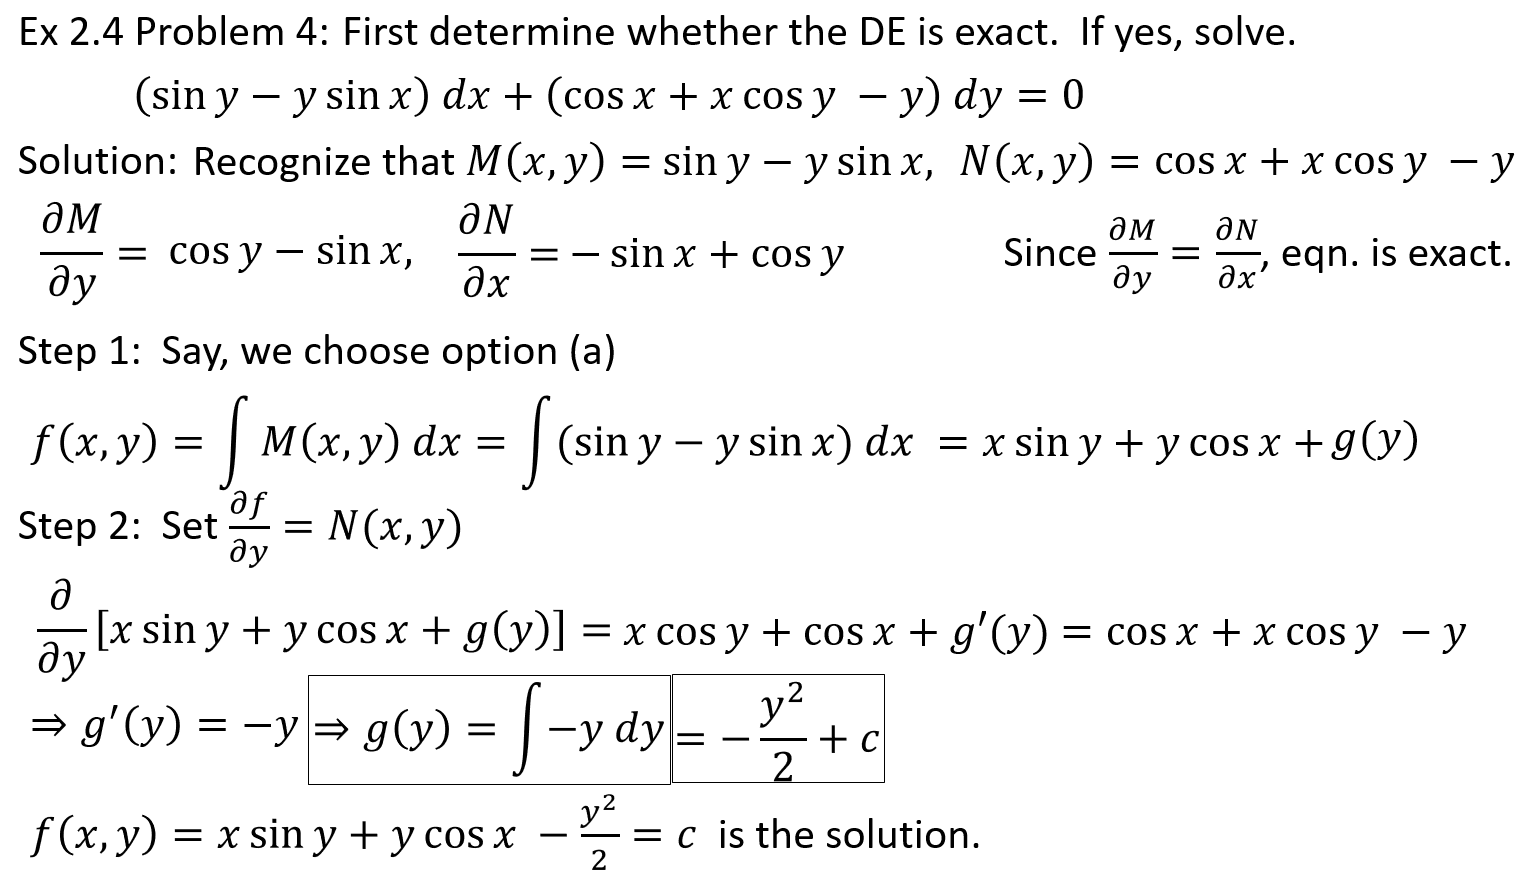 Ex 2.4 Problem 4: First determine whether the DE is exact. If yes, solve.
(sin y − y sin x) dx + (cos x + x cos y − y) dy = 0
Solution: Recognize that M(x, y) = sin y − y sin x, N(x, y) = cos x + x cos y − y
∂M/∂y = cos y − sin x, ∂N/∂x = − sin x + cos y Since ∂M/∂y = ∂N/∂x, eqn. is exact.
Step 1: Say, we choose option (a)
f(x, y) = ∫ M(x, y) dx = ∫ (sin y − y sin x) dx = x sin y + y cos x + g(y)
Step 2: Set ∂f/∂y = N(x, y)
∂/∂y [x sin y + y cos x + g(y)] = x cos y + cos x + g′(y) = cos x + x cos y − y
⇒ g′(y) = −y ⇒ g(y) = ∫ −y dy = − y²/2 + c
f(x, y) = x sin y + y cos x − y²/2 = c is the solution.